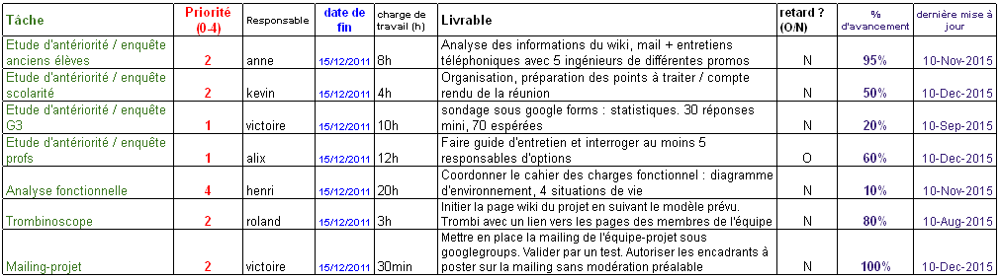 Tâche Priorité (0-4) Responsable date de fin charge de travail (h) Livrable retard ? (O/N) % d'avancement dernière mise à jour
Etude d'antériorité / enquête anciens élèves 2 anne 15/12/2011 8h Analyse des informations du wiki, mail + entretiens téléphoniques avec 5 ingénieurs de différentes promos N 95% 10-Nov-2015
Etude d'antériorité / enquête scolarité 2 kevin 15/12/2011 4h Organisation, préparation des points à traiter / compte rendu de la réunion N 50% 10-Dec-2015
Etude d'antériorité / enquête G3 1 victoire 15/12/2011 10h sondage sous google forms : statistiques. 30 réponses mini, 70 espérées N 20% 10-Sep-2015
Etude d'antériorité / enquête profs 1 alix 15/12/2011 12h Faire guide d'entretien et interroger au moins 5 responsables d'options O 60% 10-Dec-2015
Analyse fonctionnelle 4 henri 15/12/2011 20h Coordonner le cahier des charges fonctionnel : diagramme d'environnement, 4 situations de vie N 10% 10-Nov-2015
Trombinoscope 2 roland 15/12/2011 3h Initier la page wiki du projet en suivant le modèle prévu. Trombi avec un lien vers les pages des membres de l'équipe N 80% 10-Aug-2015
Mailing-projet 2 victoire 15/12/2011 30min Mettre en place la mailing de l'équipe-projet sous googlegroups. Valider par un test. Autoriser les encadrants à poster sur la mailing sans modération préalable N 100% 10-Dec-2015